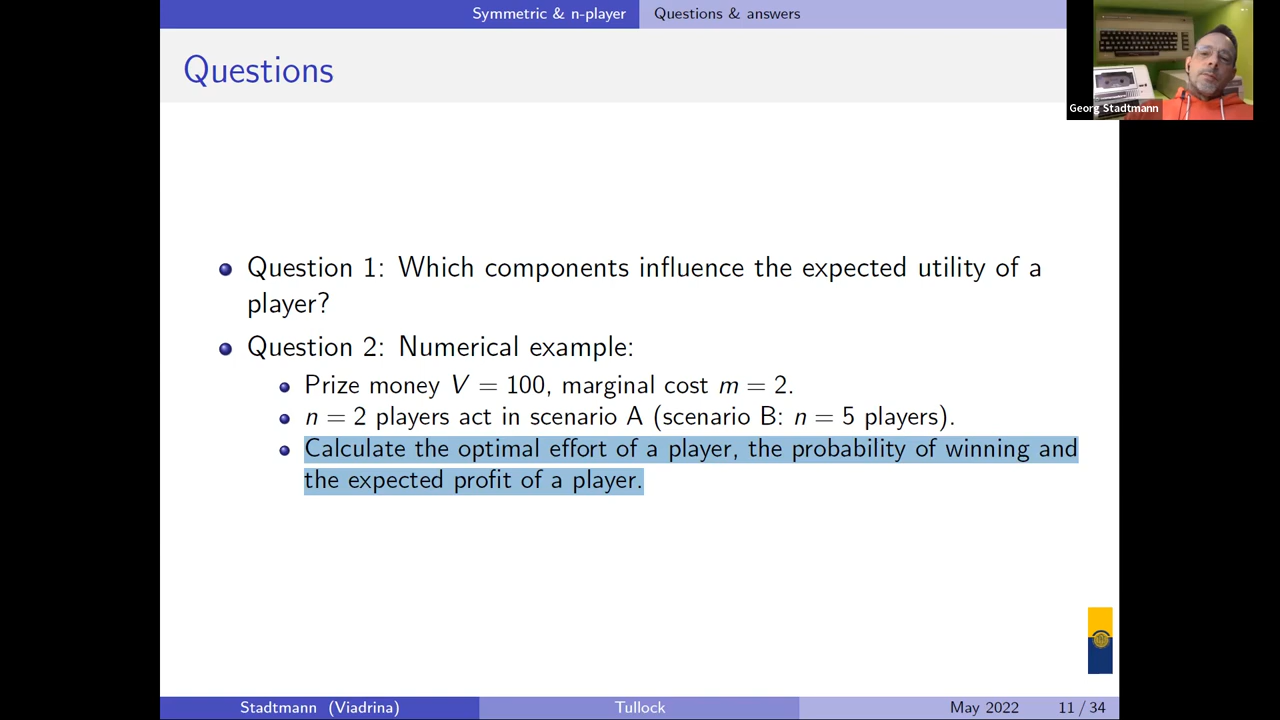 Symmetric & n-player Questions & answers
Questions
Georg Stadtmann
Question 1: Which components influence the expected utility of a
player?
Question 2: Numerical example:
Prize money V = 100, marginal cost m = 2.
n = 2 players act in scenario A (scenario B: n = 5 players).
Calculate the optimal effort of a player, the probability of winning and
the expected profit of a player.
Stadtmann (Viadrina) Tullock May 2022 11 / 34